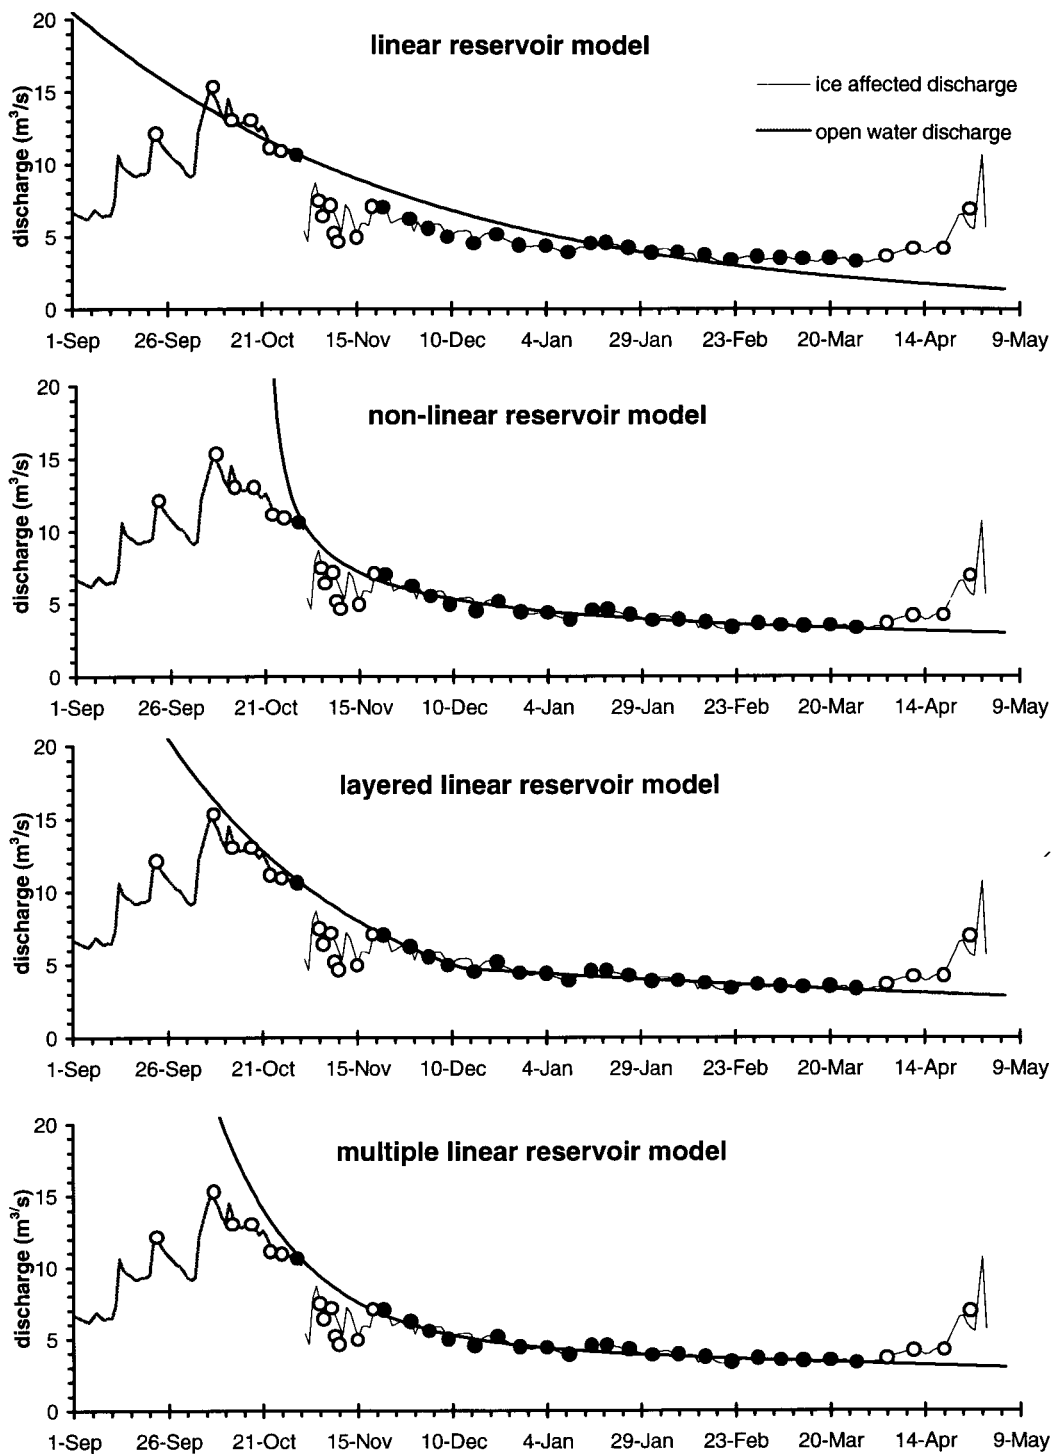 linear reservoir model
ice affected discharge
open water discharge
discharge (m³/s)
20
15
10
5
0
1-Sep 26-Sep 21-Oct 15-Nov 10-Dec 4-Jan 29-Jan 23-Feb 20-Mar 14-Apr 9-May
non-linear reservoir model
discharge (m³/s)
20
15
10
5
0
1-Sep 26-Sep 21-Oct 15-Nov 10-Dec 4-Jan 29-Jan 23-Feb 20-Mar 14-Apr 9-May
layered linear reservoir model
discharge (m³/s)
20
15
10
5
0
1-Sep 26-Sep 21-Oct 15-Nov 10-Dec 4-Jan 29-Jan 23-Feb 20-Mar 14-Apr 9-May
multiple linear reservoir model
discharge (m³/s)
20
15
10
5
0
1-Sep 26-Sep 21-Oct 15-Nov 10-Dec 4-Jan 29-Jan 23-Feb 20-Mar 14-Apr 9-May